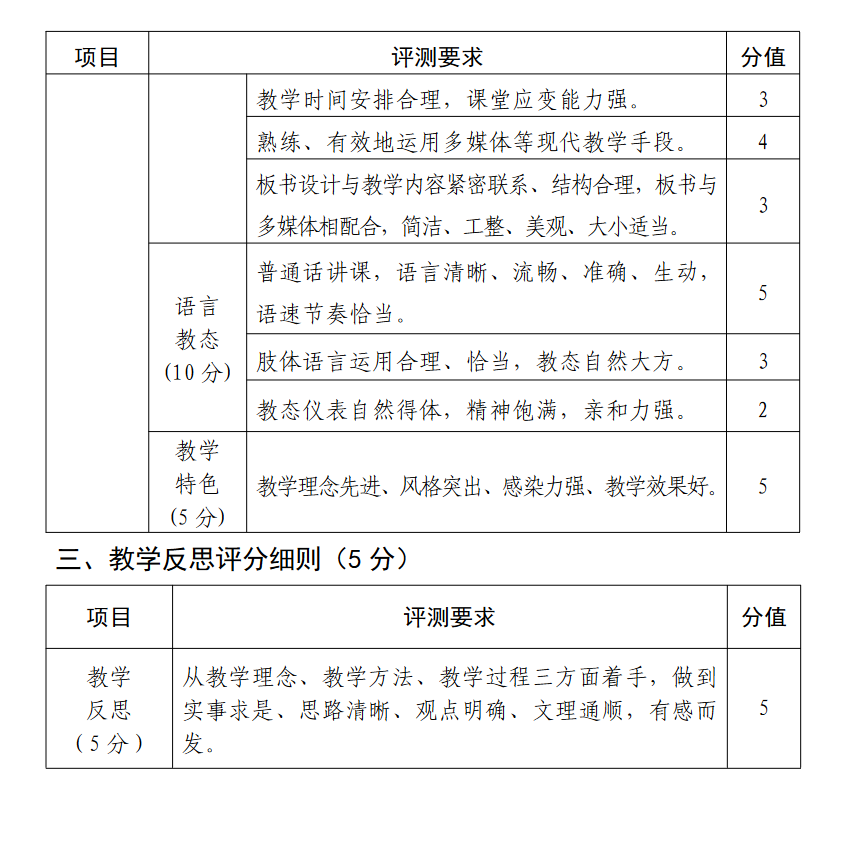 项目 评测要求 分值
教学时间安排合理，课堂应变能力强。 3
熟练、有效地运用多媒体等现代教学手段。 4
板书设计与教学内容紧密联系、结构合理，板书与
多媒体相配合，简洁、工整、美观、大小适当。
3
语言
教态
(10 分)
普通话讲课，语言清晰、流畅、准确、生动，
语速节奏恰当。
5
肢体语言运用合理、恰当，教态自然大方。 3
教态仪表自然得体，精神饱满，亲和力强。 2
教学
特色
(5 分)
教学理念先进、风格突出、感染力强、教学效果好。 5
三、教学反思评分细则（5 分）
项目 评测要求 分值
教学
反思
（5 分）
从教学理念、教学方法、教学过程三方面着手，做到
实事求是、思路清晰、观点明确、文理通顺，有感而
发。
5